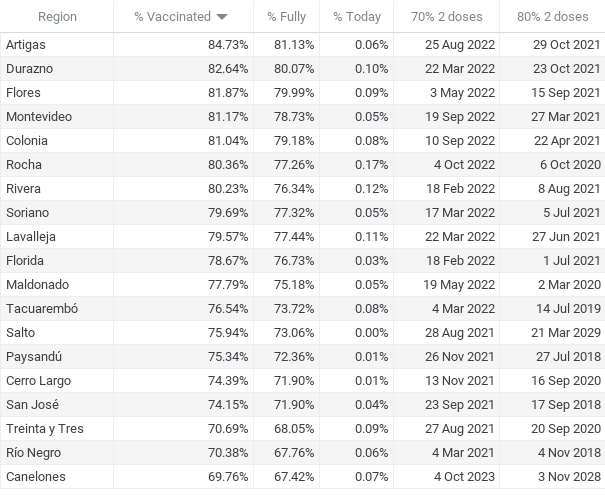 Region % Vaccinated % Fully % Today 70% 2 doses 80% 2 doses
Artigas 84.73% 81.13% 0.06% 25 Aug 2022 29 Oct 2021
Durazno 82.64% 80.07% 0.10% 22 Mar 2022 23 Oct 2021
Flores 81.87% 79.99% 0.09% 3 May 2022 15 Sep 2021
Montevideo 81.17% 78.73% 0.05% 19 Sep 2022 27 Mar 2021
Colonia 81.04% 79.18% 0.08% 10 Sep 2022 22 Apr 2021
Rocha 80.36% 77.26% 0.17% 4 Oct 2022 6 Oct 2020
Rivera 80.23% 76.34% 0.12% 18 Feb 2022 8 Aug 2021
Soriano 79.69% 77.32% 0.05% 17 Mar 2022 5 Jul 2021
Lavalleja 79.57% 77.44% 0.11% 22 Mar 2022 27 Jun 2021
Florida 78.67% 76.73% 0.03% 18 Feb 2022 1 Jul 2021
Maldonado 77.79% 75.18% 0.05% 19 May 2022 2 Mar 2020
Tacuarembó 76.54% 73.72% 0.08% 4 Mar 2022 14 Jul 2019
Salto 75.94% 73.06% 0.00% 28 Aug 2021 21 Mar 2029
Paysandú 75.34% 72.36% 0.01% 26 Nov 2021 27 Jul 2018
Cerro Largo 74.39% 71.90% 0.01% 13 Nov 2021 16 Sep 2020
San José 74.15% 71.90% 0.04% 23 Sep 2021 17 Sep 2018
Treinta y Tres 70.69% 68.05% 0.09% 27 Aug 2021 20 Sep 2020
Río Negro 70.38% 67.76% 0.06% 4 Mar 2021 4 Nov 2018
Canelones 69.76% 67.42% 0.07% 4 Oct 2023 3 Nov 2028